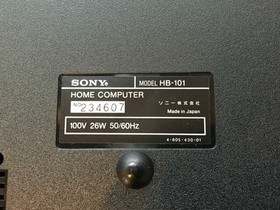 SONY® MODEL HB-101
HOME COMPUTER
ソニー株式会社
NO. 234607 Made in Japan
100V 26W 50/60Hz
4-605-430-01